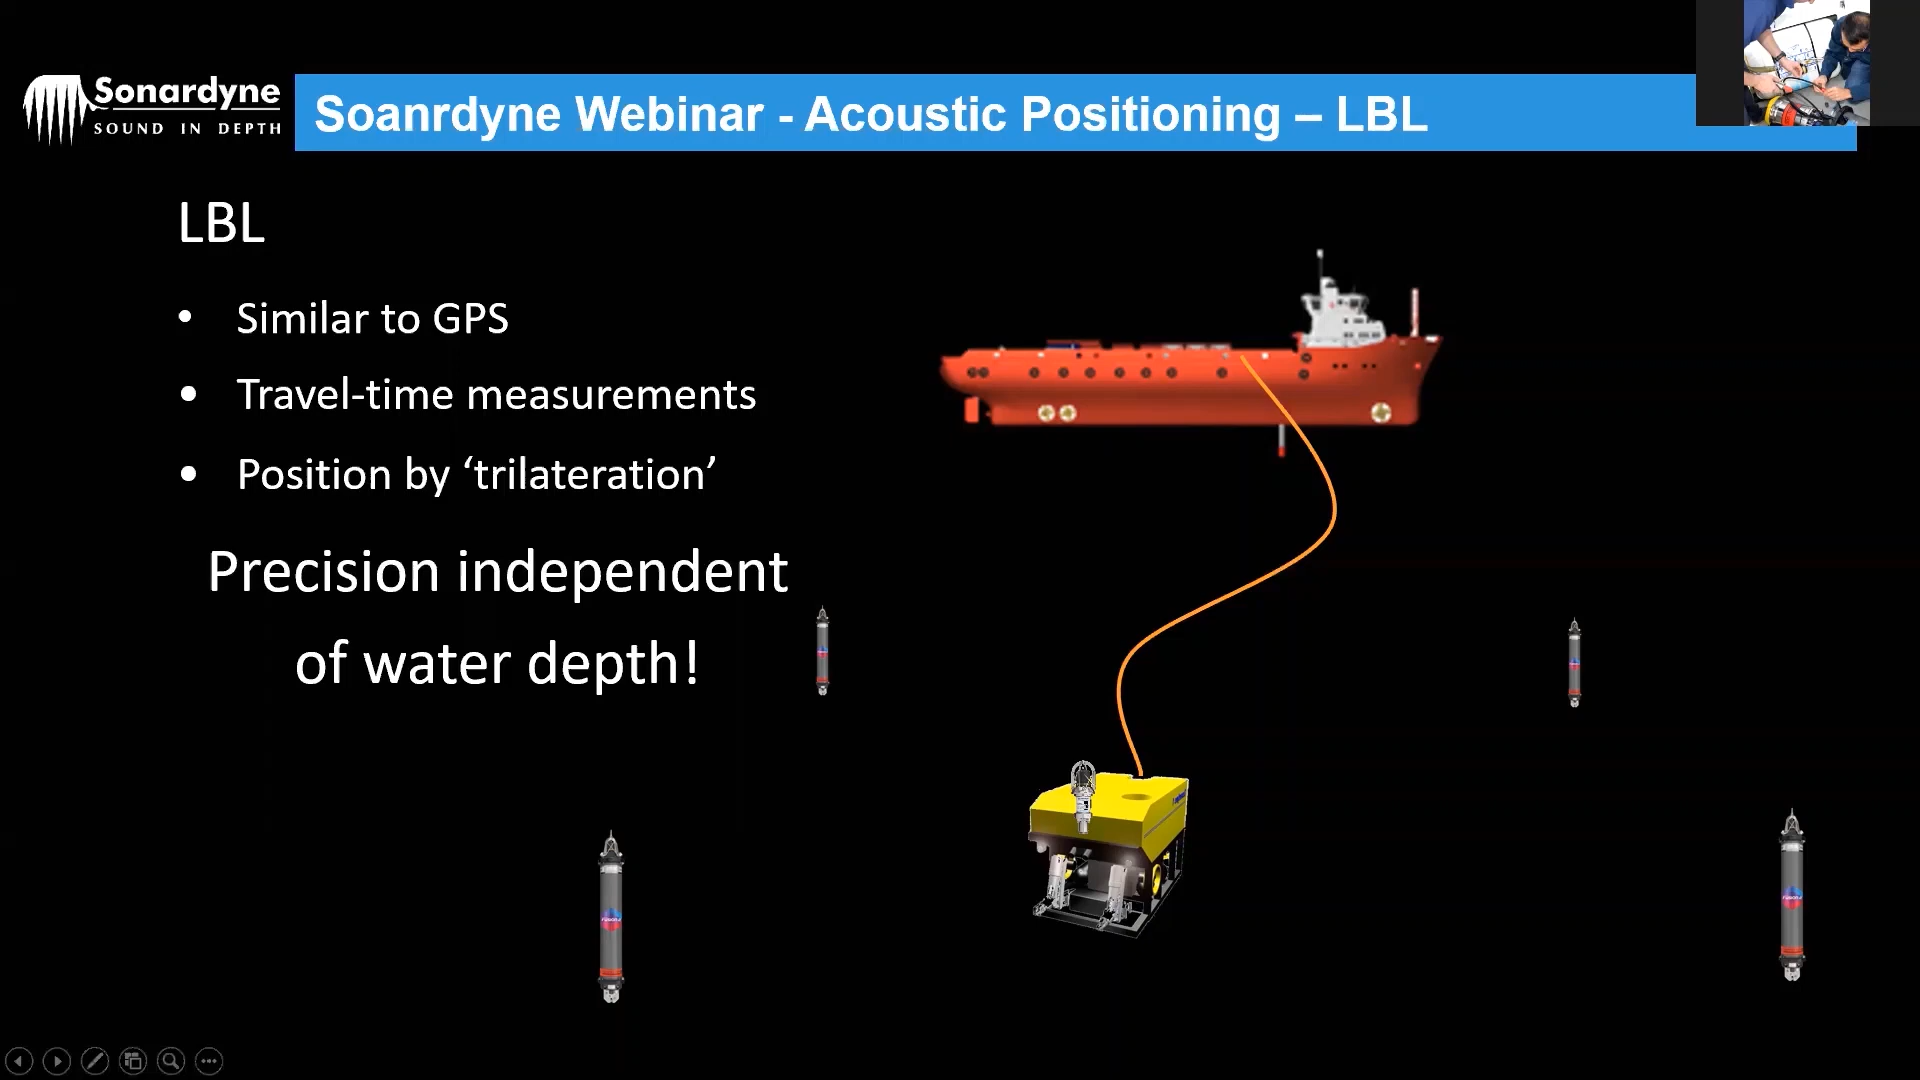 Sonardyne
SOUND IN DEPTH
Soanrdyne Webinar - Acoustic Positioning – LBL
LBL
• Similar to GPS
• Travel-time measurements
• Position by ‘trilateration’
Precision independent
of water depth!